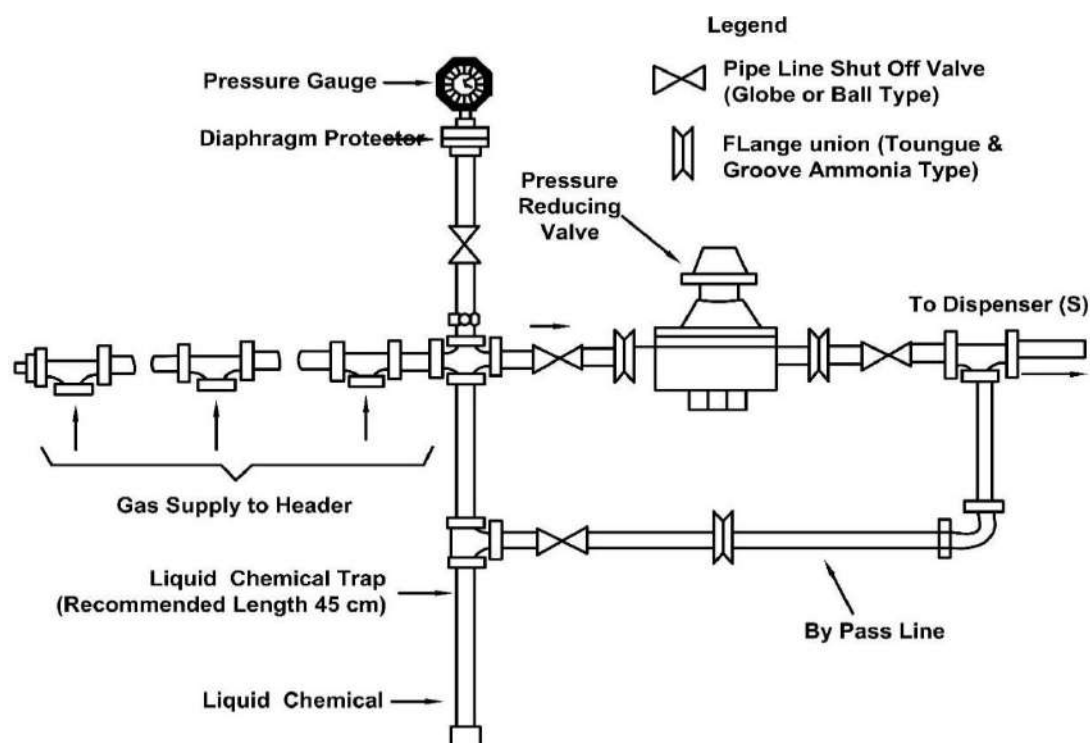 Legend
Pressure Gauge
Pipe Line Shut Off Valve
(Globe or Ball Type)
Diaphragm Protector
FLange union (Toungue &
Groove Ammonia Type)
Pressure
Reducing
Valve
To Dispenser (S)
Gas Supply to Header
Liquid Chemical Trap
(Recommended Length 45 cm)
By Pass Line
Liquid Chemical